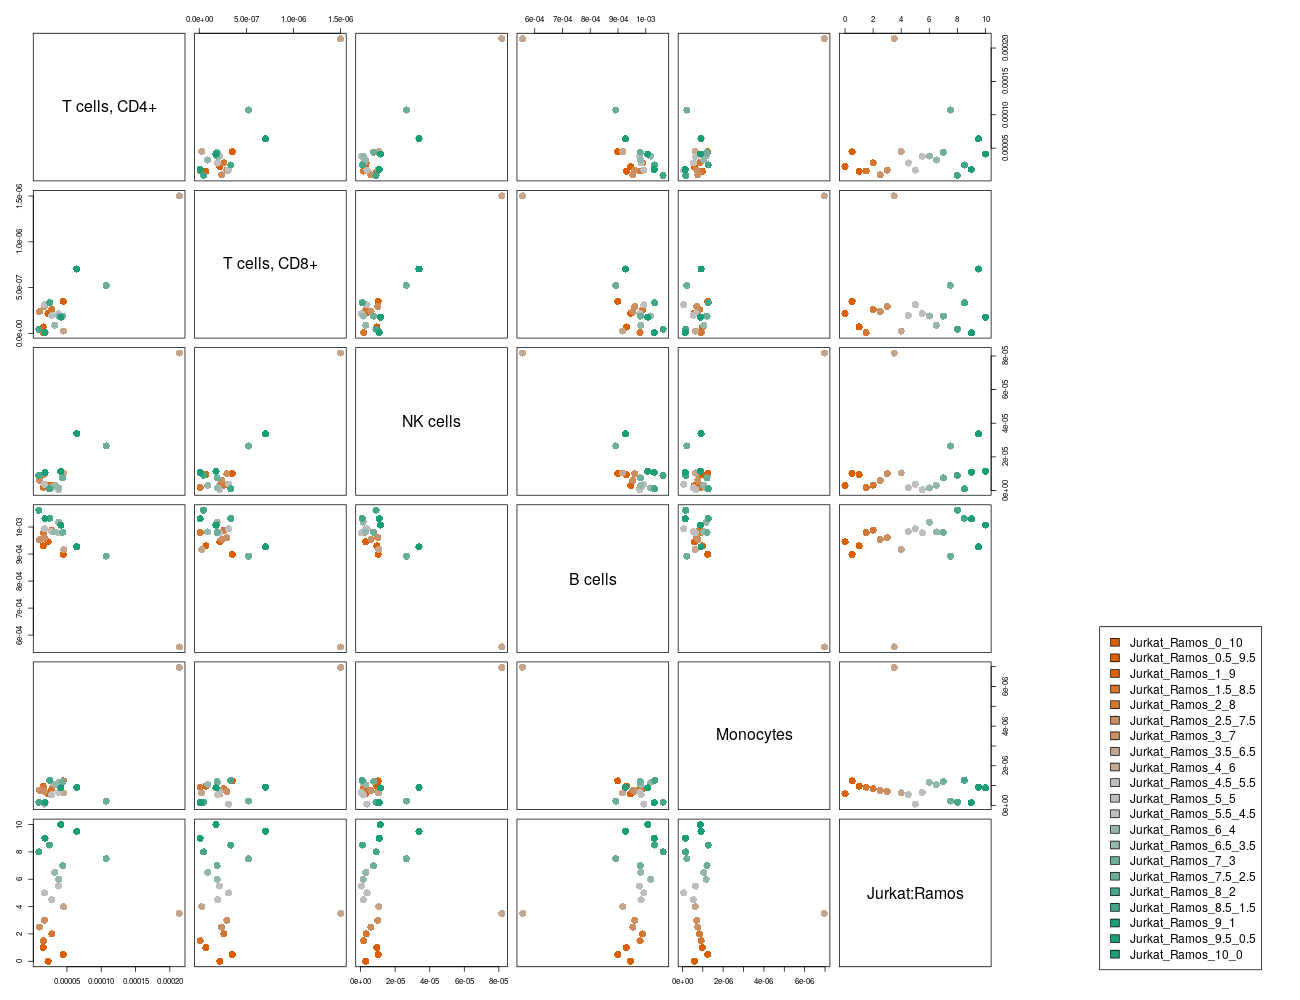 0.0e+00 5.0e-07 1.0e-06 1.5e-06 6e-04 7e-04 8e-04 9e-04 1e-03 0 2 4 6 8 10
T cells, CD4+
0.00005 0.00010 0.00015 0.00020
T cells, CD8+
0.0e+00 5.0e-07 1.0e-06 1.5e-06
NK cells
0e+00 2e-05 4e-05 6e-05 8e-05
B cells
6e-04 7e-04 8e-04 9e-04 1e-03
Monocytes
0e+00 2e-06 4e-06 6e-06
Jurkat:Ramos
0 2 4 6 8 10
0.00005 0.00010 0.00015 0.00020 0e+00 2e-05 4e-05 6e-05 8e-05 0e+00 2e-06 4e-06 6e-06
Jurkat_Ramos_0_10
Jurkat_Ramos_0.5_9.5
Jurkat_Ramos_1_9
Jurkat_Ramos_1.5_8.5
Jurkat_Ramos_2_8
Jurkat_Ramos_2.5_7.5
Jurkat_Ramos_3_7
Jurkat_Ramos_3.5_6.5
Jurkat_Ramos_4_6
Jurkat_Ramos_4.5_5.5
Jurkat_Ramos_5_5
Jurkat_Ramos_5.5_4.5
Jurkat_Ramos_6_4
Jurkat_Ramos_6.5_3.5
Jurkat_Ramos_7_3
Jurkat_Ramos_7.5_2.5
Jurkat_Ramos_8_2
Jurkat_Ramos_8.5_1.5
Jurkat_Ramos_9_1
Jurkat_Ramos_9.5_0.5
Jurkat_Ramos_10_0